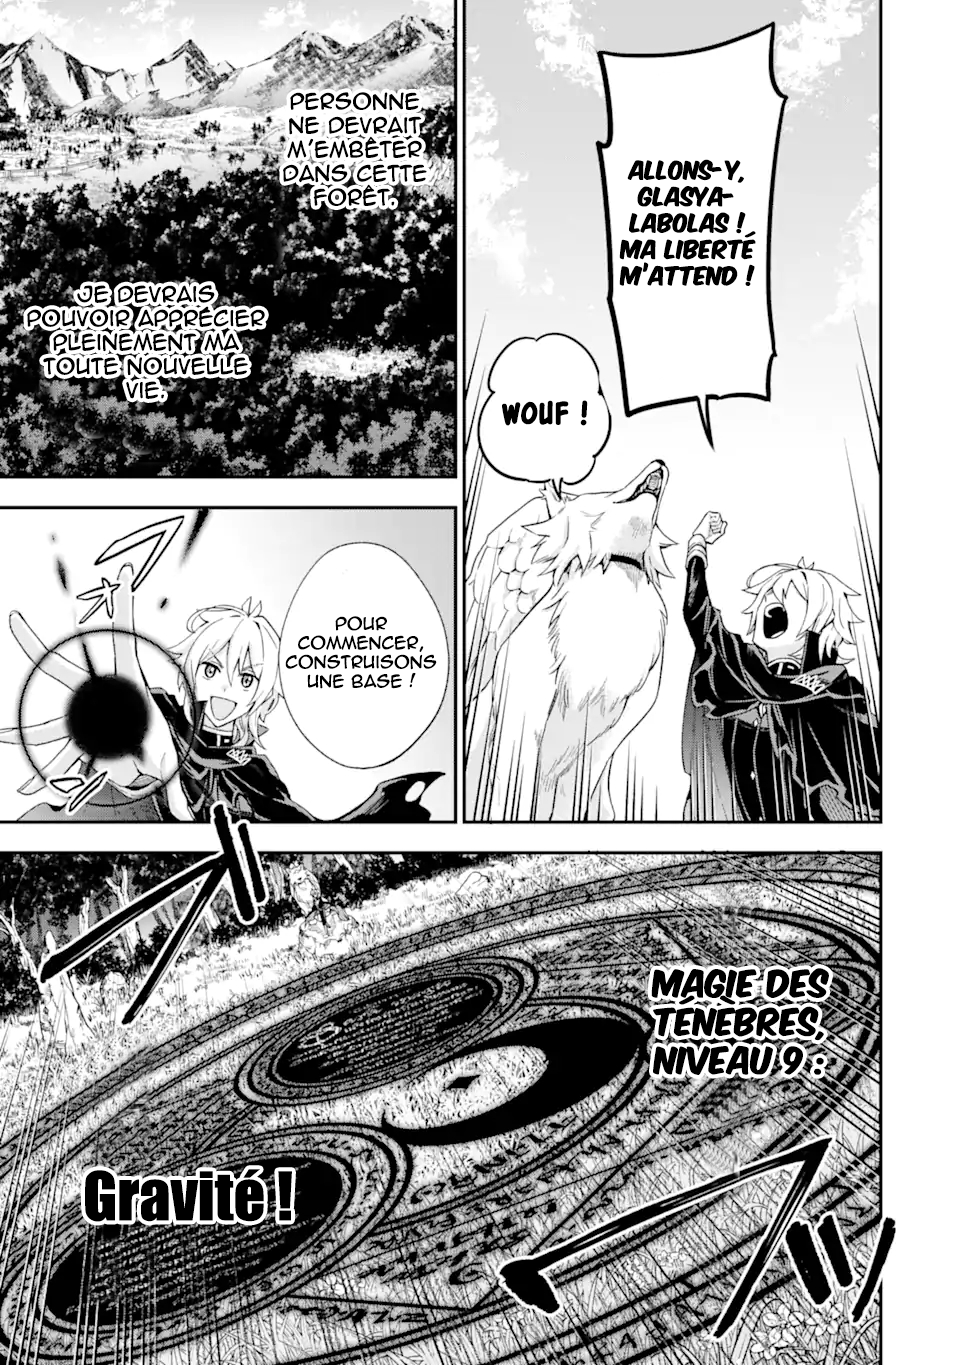 ALLONS-Y,
GLASYA-
LABOLAS !
MA LIBERTÉ
M'ATTEND !
WOUF !
PERSONNE
NE DEVRAIT
M'EMBÊTER
DANS CETTE
FORÊT.
JE DEVRAIS
POUVOIR APPRÉCIER
PLEINEMENT MA
TOUTE NOUVELLE
VIE.
POUR
COMMENCER,
CONSTRUISONS
UNE BASE !
MAGIE DES
TÉNÈBRES,
NIVEAU 9 :
Gravité !